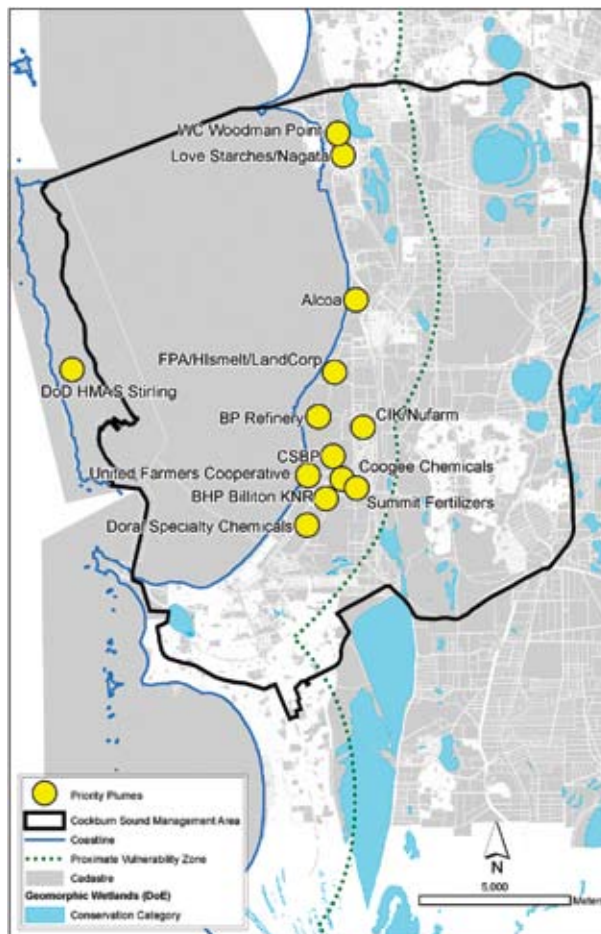 WC Woodman Point
Love Starches/Nagata
Alcoa
FPA/HIsmelt/LandCorp
DoD HMAS Stirling
BP Refinery
CIK/Nufarm
CSBP
United Farmers Cooperative
Coogee Chemicals
BHP Billiton KNR
Summit Fertilizers
Doral Specialty Chemicals
Priority Plumes
Cockburn Sound Management Area
Coastline
Proximate Vulnerability Zone
Cadastre
Geomorphic Wetlands (DoE)
Conservation Category
N
5,000
Meters